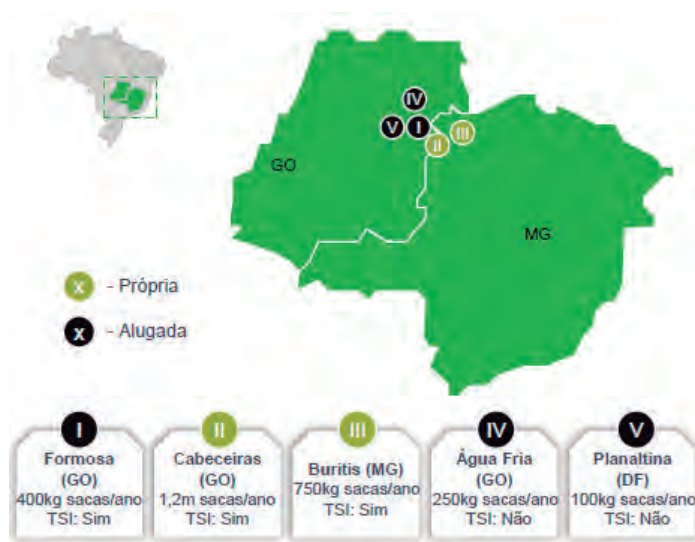 IV
V
I
III
II
GO
MG
x - Própria
x - Alugada
I
Formosa
(GO)
400kg sacas/ano
TSI: Sim
II
Cabeceiras
(GO)
1,2m sacas/ano
TSI: Sim
III
Buritis (MG)
750kg sacas/ano
TSI: Sim
IV
Água Fria
(GO)
250kg sacas/ano
TSI: Não
V
Planaltina
(DF)
100kg sacas/ano
TSI: Não